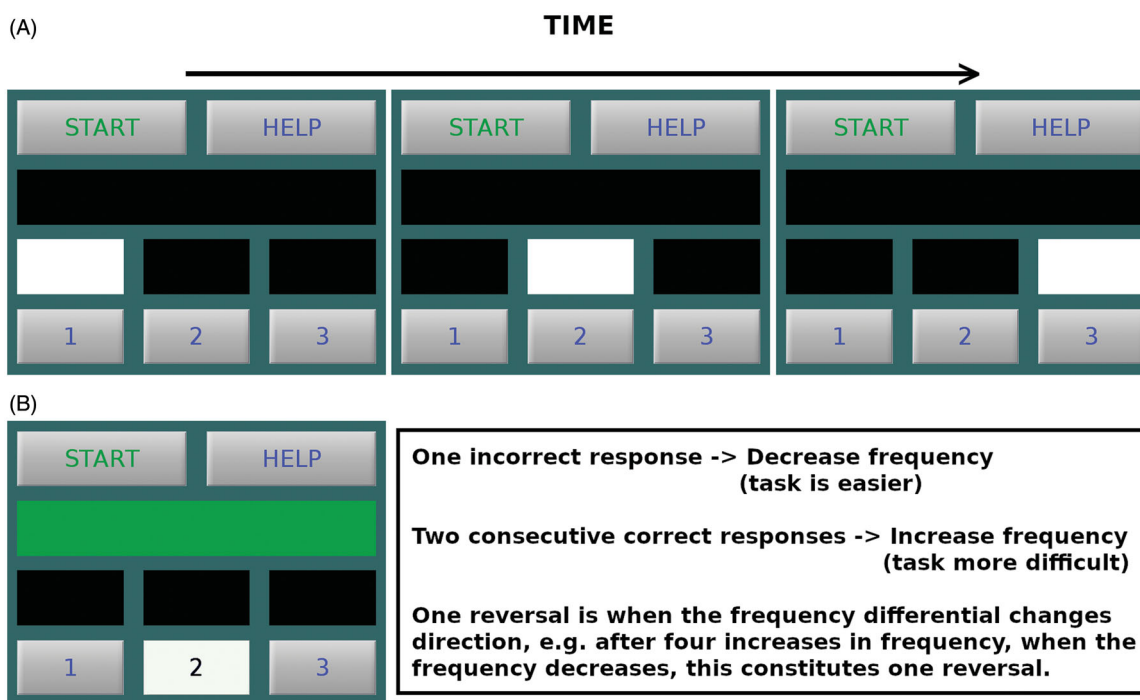 (A)
TIME
START HELP START HELP START HELP
1 2 3 1 2 3 1 2 3
(B)
START HELP
1 2 3
One incorrect response -> Decrease frequency
(task is easier)
Two consecutive correct responses -> Increase frequency
(task more difficult)
One reversal is when the frequency differential changes
direction, e.g. after four increases in frequency, when the
frequency decreases, this constitutes one reversal.